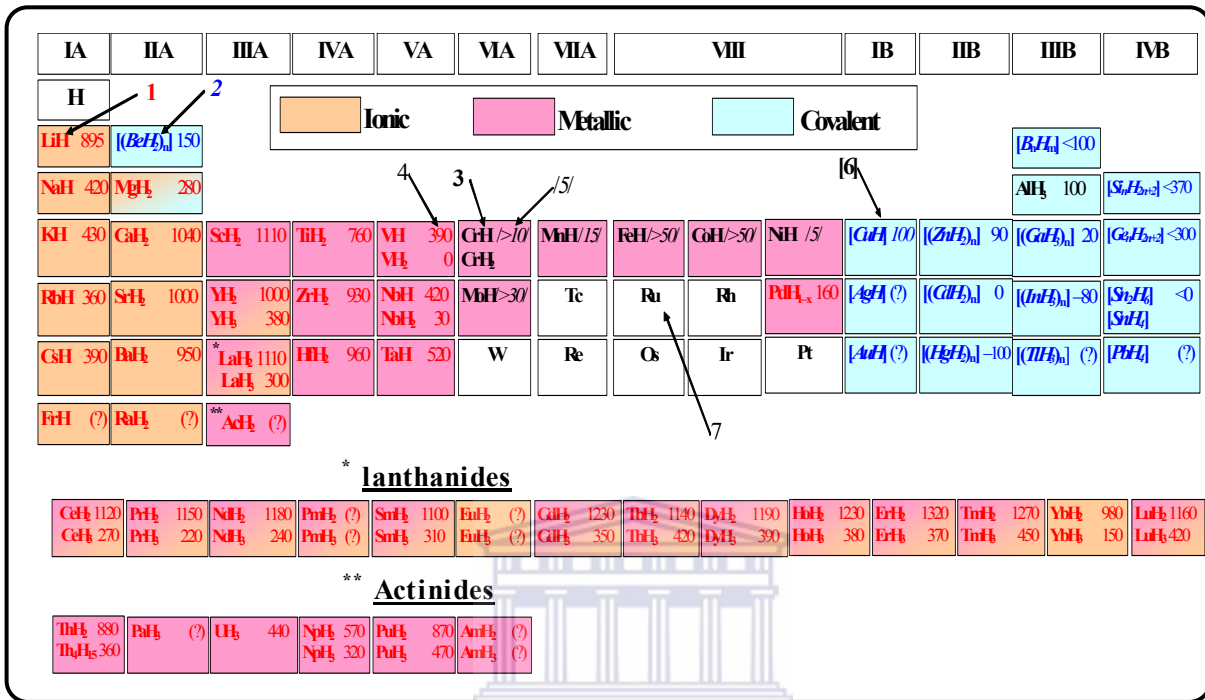 IA IIA IIIA IVA VA VIA VIIA VIII IB IIB IIIB IVB
H 1 2
Ionic Metallic Covalent
LiH 895 [(BeH₂)ₙ] 150 [BₙHₘ] <100
4 3 /5/ [6]
NaH 420 MgH₂ 280 AlH₃ 100 [SiₙH₂ₙ₊₂] <370
KH 430 CaH₂ 1040 ScH₂ 1110 TiH₂ 760 VH 390 CrH />10/ MnH /15/ FeH />50/ CoH />50/ NiH /5/ [CuH] 100 [(ZnH₂)ₙ] 90 [(GaH₃)ₙ] 20 [GeₙH₂ₙ₊₂] <300
VH₂ 0 CrH₂
RbH 360 SrH₂ 1000 YH₂ 1000 ZrH₂ 930 NbH 420 MoH />30/ Tc Ru Rh PdH₁₋ₓ 160 [AgH] (?) [(CdH₂)ₙ] 0 [(InH₃)ₙ] –80 [Sn₂H₆] <0
YH₃ 380 NbH₂ 30 [SnH₄]
CsH 390 BaH₂ 950 * LaH₂ 1110 HfH₂ 960 TaH 520 W Re Os Ir Pt [AuH] (?) [(HgH₂)ₙ] –100 [(TlH₃)ₙ] (?) [PbH₄] (?)
LaH₃ 300
FrH (?) RaH₂ (?) ** AcH₂ (?) 7
* lanthanides
CeH₂ 1120 PrH₂ 1150 NdH₂ 1180 PmH₂ (?) SmH₂ 1100 EuH₂ (?) GdH₂ 1230 TbH₂ 1140 DyH₂ 1190 HoH₂ 1230 ErH₂ 1320 TmH₂ 1270 YbH₂ 980 LuH₂ 1160
CeH₃ 270 PrH₃ 220 NdH₃ 240 PmH₃ (?) SmH₃ 310 EuH₃ (?) GdH₃ 350 TbH₃ 420 DyH₃ 390 HoH₃ 380 ErH₃ 370 TmH₃ 450 YbH₃ 150 LuH₃ 420
** Actinides
ThH₂ 880 PaH₃ (?) UH₃ 440 NpH₂ 570 PuH₂ 870 AmH₂ (?)
Th₄H₁₅ 360 NpH₃ 320 PuH₃ 470 AmH₃ (?)